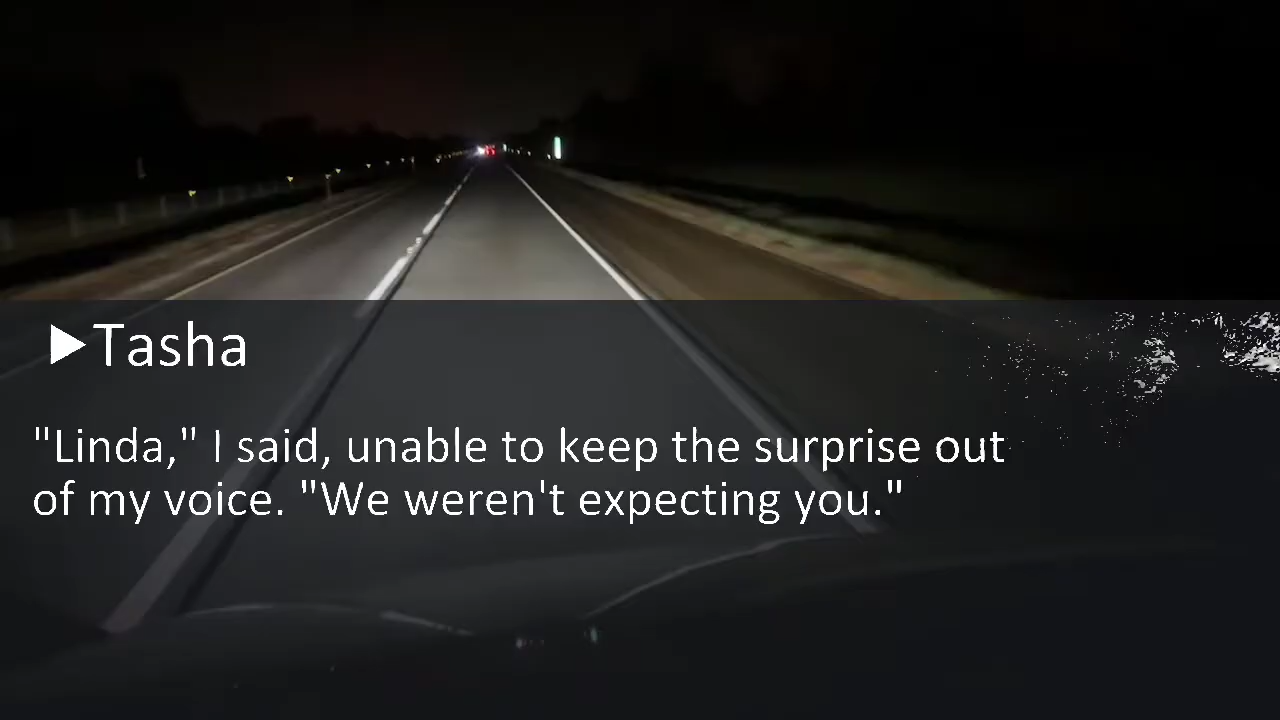 ▶Tasha
"Linda," I said, unable to keep the surprise out
of my voice. "We weren't expecting you."